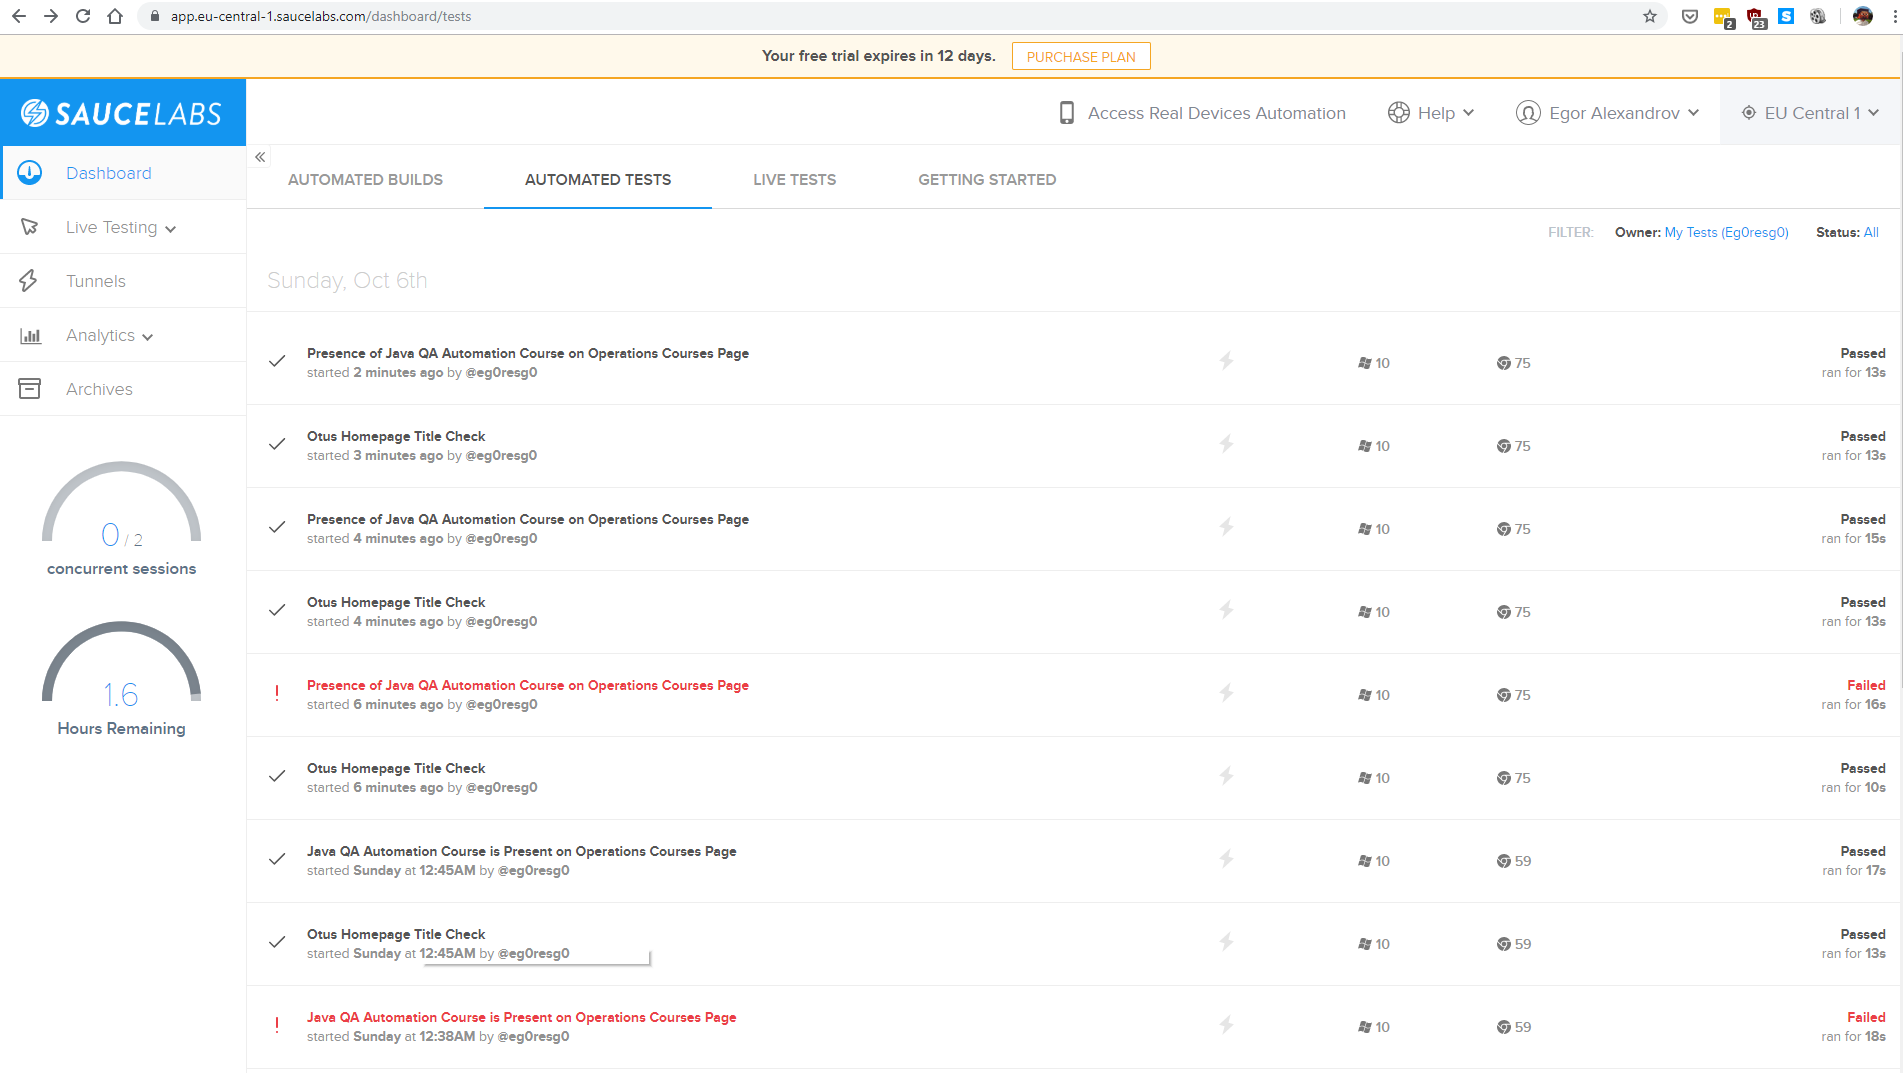 app.eu-central-1.saucelabs.com/dashboard/tests
2
23
S
Your free trial expires in 12 days.
PURCHASE PLAN
SAUCELABS
Access Real Devices Automation
Help
Egor Alexandrov
EU Central 1
Dashboard
Live Testing
Tunnels
Analytics
Archives
0 / 2
concurrent sessions
1.6
Hours Remaining
AUTOMATED BUILDS
AUTOMATED TESTS
LIVE TESTS
GETTING STARTED
FILTER: Owner: My Tests (Eg0resg0) Status: All
Sunday, Oct 6th
Presence of Java QA Automation Course on Operations Courses Page
started 2 minutes ago by @eg0resg0
10
75
Passed
ran for 13s
Otus Homepage Title Check
started 3 minutes ago by @eg0resg0
10
75
Passed
ran for 13s
Presence of Java QA Automation Course on Operations Courses Page
started 4 minutes ago by @eg0resg0
10
75
Passed
ran for 15s
Otus Homepage Title Check
started 4 minutes ago by @eg0resg0
10
75
Passed
ran for 13s
Presence of Java QA Automation Course on Operations Courses Page
started 6 minutes ago by @eg0resg0
10
75
Failed
ran for 16s
Otus Homepage Title Check
started 6 minutes ago by @eg0resg0
10
75
Passed
ran for 10s
Java QA Automation Course is Present on Operations Courses Page
started Sunday at 12:45AM by @eg0resg0
10
59
Passed
ran for 17s
Otus Homepage Title Check
started Sunday at 12:45AM by @eg0resg0
10
59
Passed
ran for 13s
Java QA Automation Course is Present on Operations Courses Page
started Sunday at 12:38AM by @eg0resg0
10
59
Failed
ran for 18s